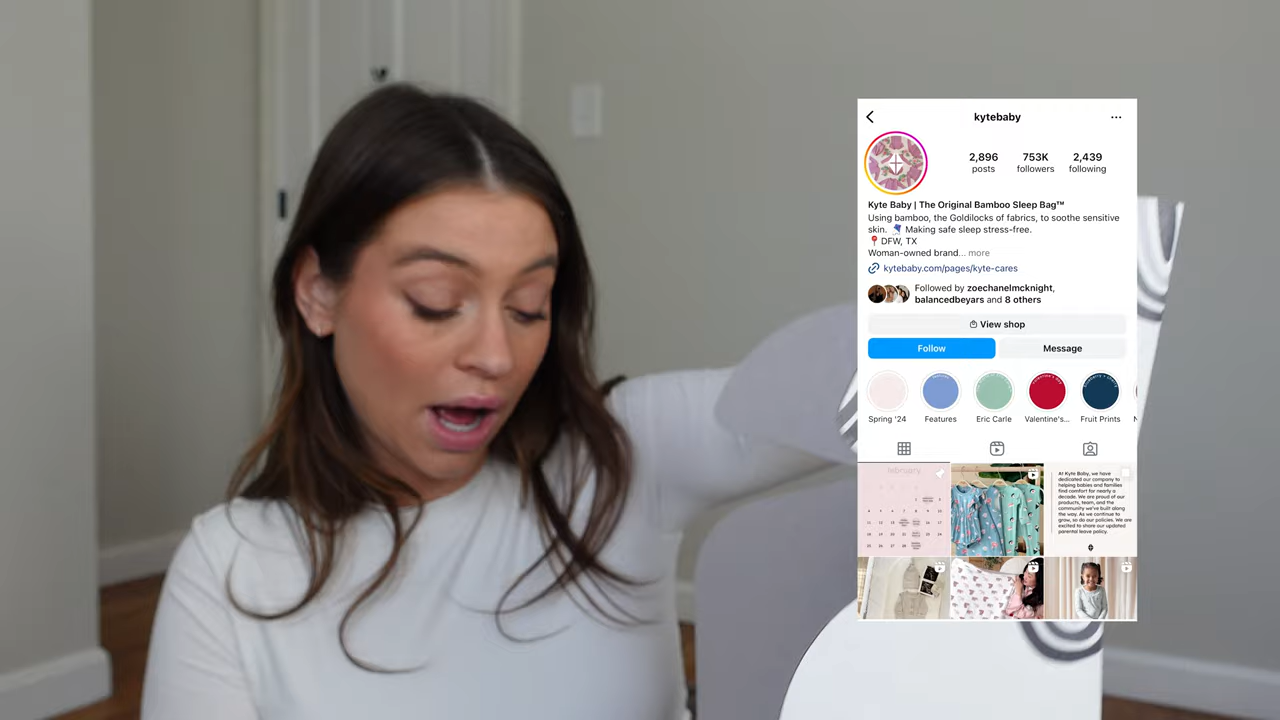 kytebaby
2,896
753K
2,439
posts
followers
following
Kyte Baby | The Original Bamboo Sleep Bag™
Using bamboo, the Goldilocks of fabrics, to soothe sensitive
skin. Making safe sleep stress-free.
DFW, TX
Woman-owned brand... more
kytebaby.com/pages/kyte-cares
Followed by zoechanelmcknight,
balancedbeyars and 8 others
View shop
Follow
Message
Spring '24
Features
Eric Carle
Valentine's...
Fruit Prints
February
At Kyte Baby, we have
dedicated our company to
helping babies and families
find comfort for nearly a
decade. We are proud of our
products, team, and the
community we've built along
the way. As we continue to
grow, so do our policies. We are
excited to share our updated
parental leave policy.